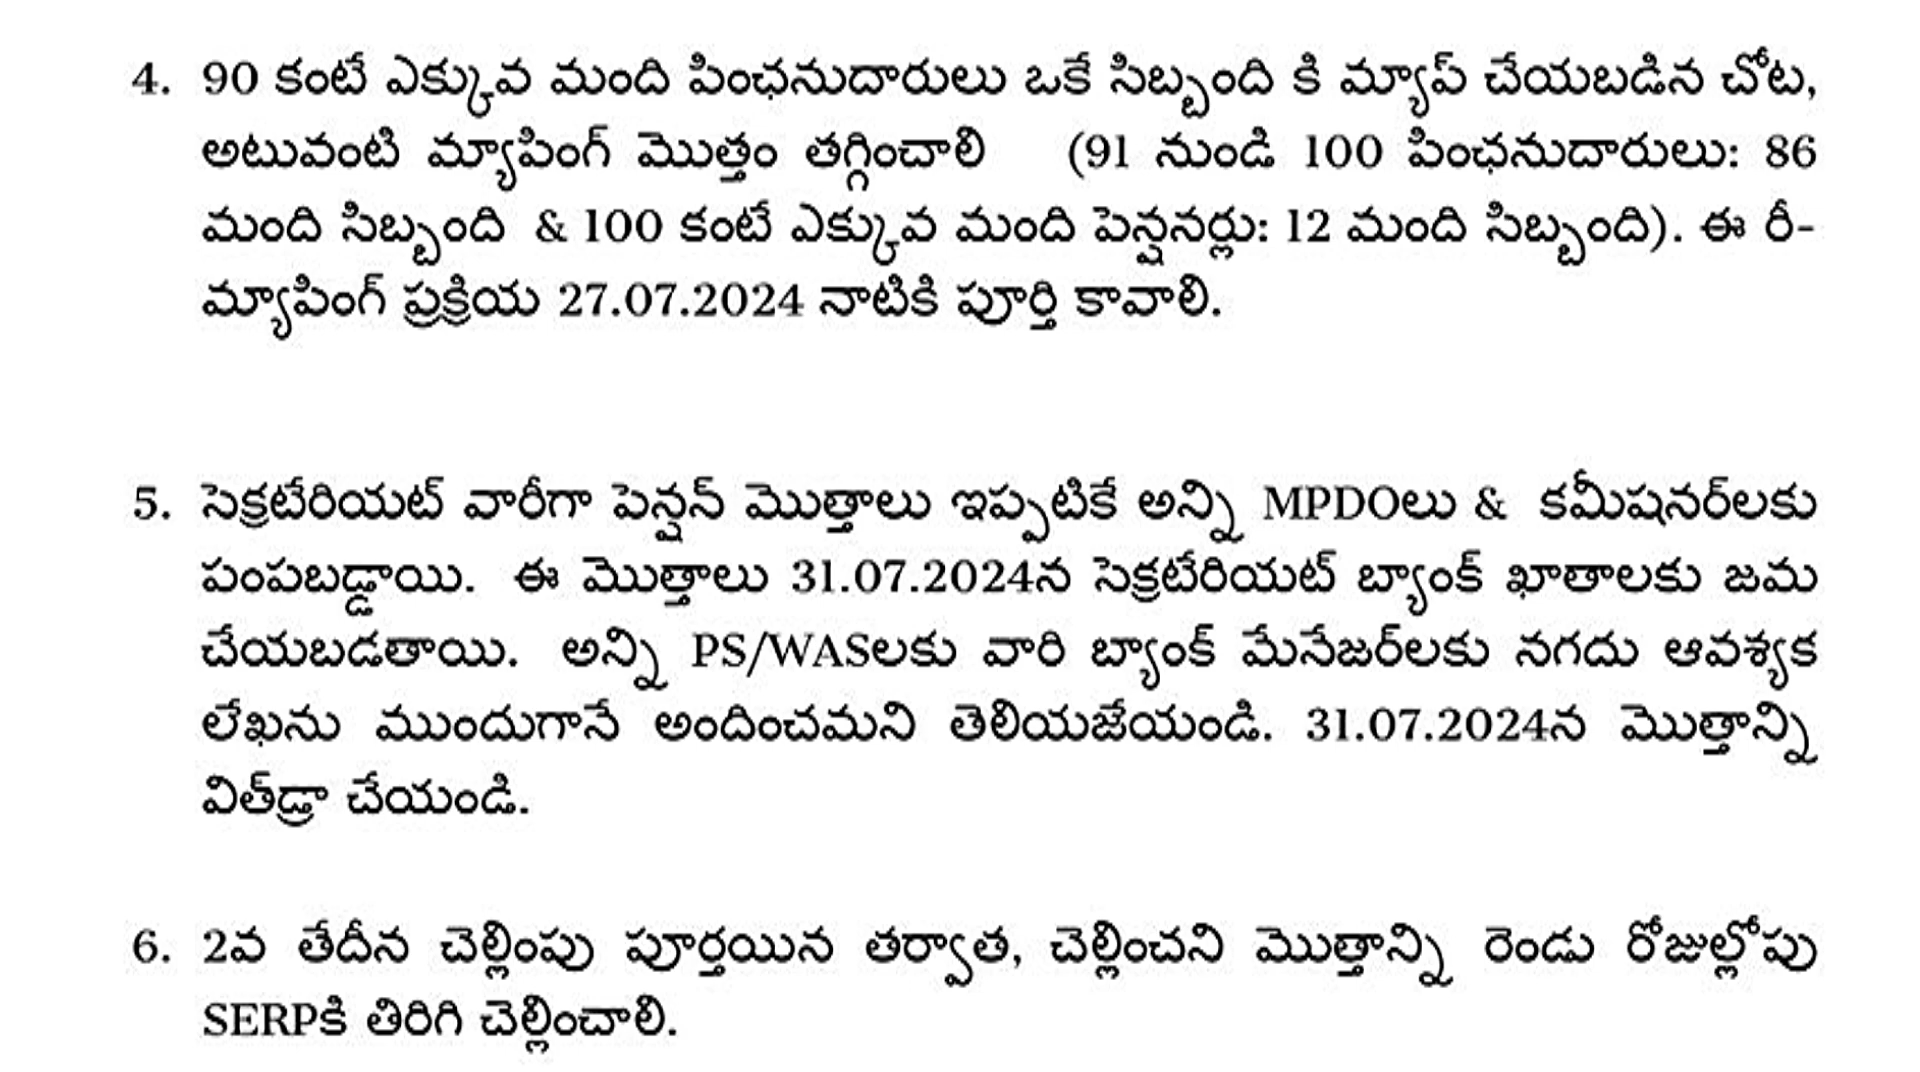 4. 90 కంటే ఎక్కువ మంది పింఛనుదారులు ఒకే సిబ్బంది కి మ్యాప్ చేయబడిన చోట,
అటువంటి మ్యాపింగ్ మొత్తం తగ్గించాలి (91 నుండి 100 పింఛనుదారులు: 86
మంది సిబ్బంది & 100 కంటే ఎక్కువ మంది పెన్షనర్లు: 12 మంది సిబ్బంది). ఈ రీ-
మ్యాపింగ్ ప్రక్రియ 27.07.2024 నాటికి పూర్తి కావాలి.
5. సెక్రటేరియట్ వారీగా పెన్షన్ మొత్తాలు ఇప్పటికే అన్ని MPDOలు & కమీషనర్‌లకు
పంపబడ్డాయి. ఈ మొత్తాలు 31.07.2024న సెక్రటేరియట్ బ్యాంక్ ఖాతాలకు జమ
చేయబడతాయి. అన్ని PS/WASలకు వారి బ్యాంక్ మేనేజర్‌లకు నగదు ఆవశ్యక
లేఖను ముందుగానే అందించమని తెలియజేయండి. 31.07.2024న మొత్తాన్ని
విత్‌డ్రా చేయండి.
6. 2వ తేదీన చెల్లింపు పూర్తయిన తర్వాత, చెల్లించని మొత్తాన్ని రెండు రోజుల్లోపు
SERPకి తిరిగి చెల్లించాలి.